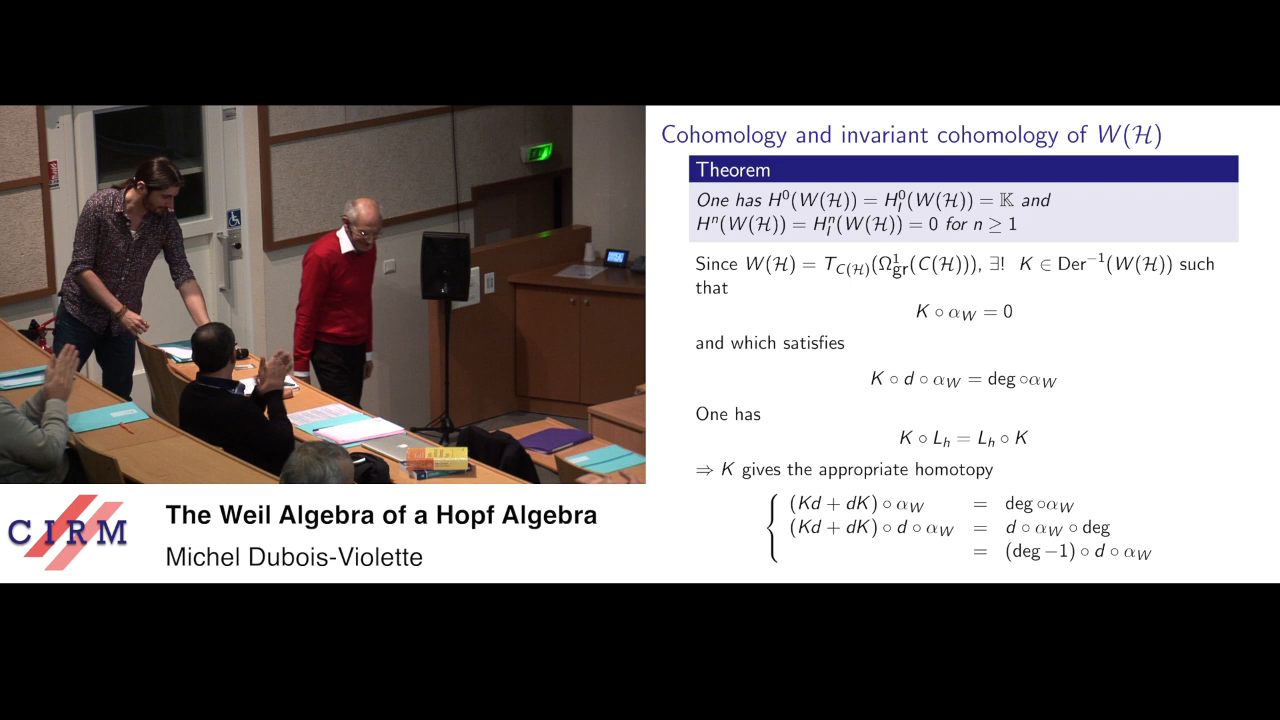 Cohomology and invariant cohomology of W(ℋ)
Theorem
One has H⁰(W(ℋ)) = H⁰_I(W(ℋ)) = 𝕂 and
Hⁿ(W(ℋ)) = Hⁿ_I(W(ℋ)) = 0 for n ≥ 1
Since W(ℋ) = T_{C(ℋ)}(Ω¹_gr(C(ℋ))), ∃! K ∈ Der⁻¹(W(ℋ)) such
that
K ∘ α_W = 0
and which satisfies
K ∘ d ∘ α_W = deg ∘α_W
One has
K ∘ L_h = L_h ∘ K
⇒ K gives the appropriate homotopy
(Kd + dK) ∘ α_W = deg ∘α_W
(Kd + dK) ∘ d ∘ α_W = d ∘ α_W ∘ deg
= (deg −1) ∘ d ∘ α_W
CIRM
The Weil Algebra of a Hopf Algebra
Michel Dubois-Violette